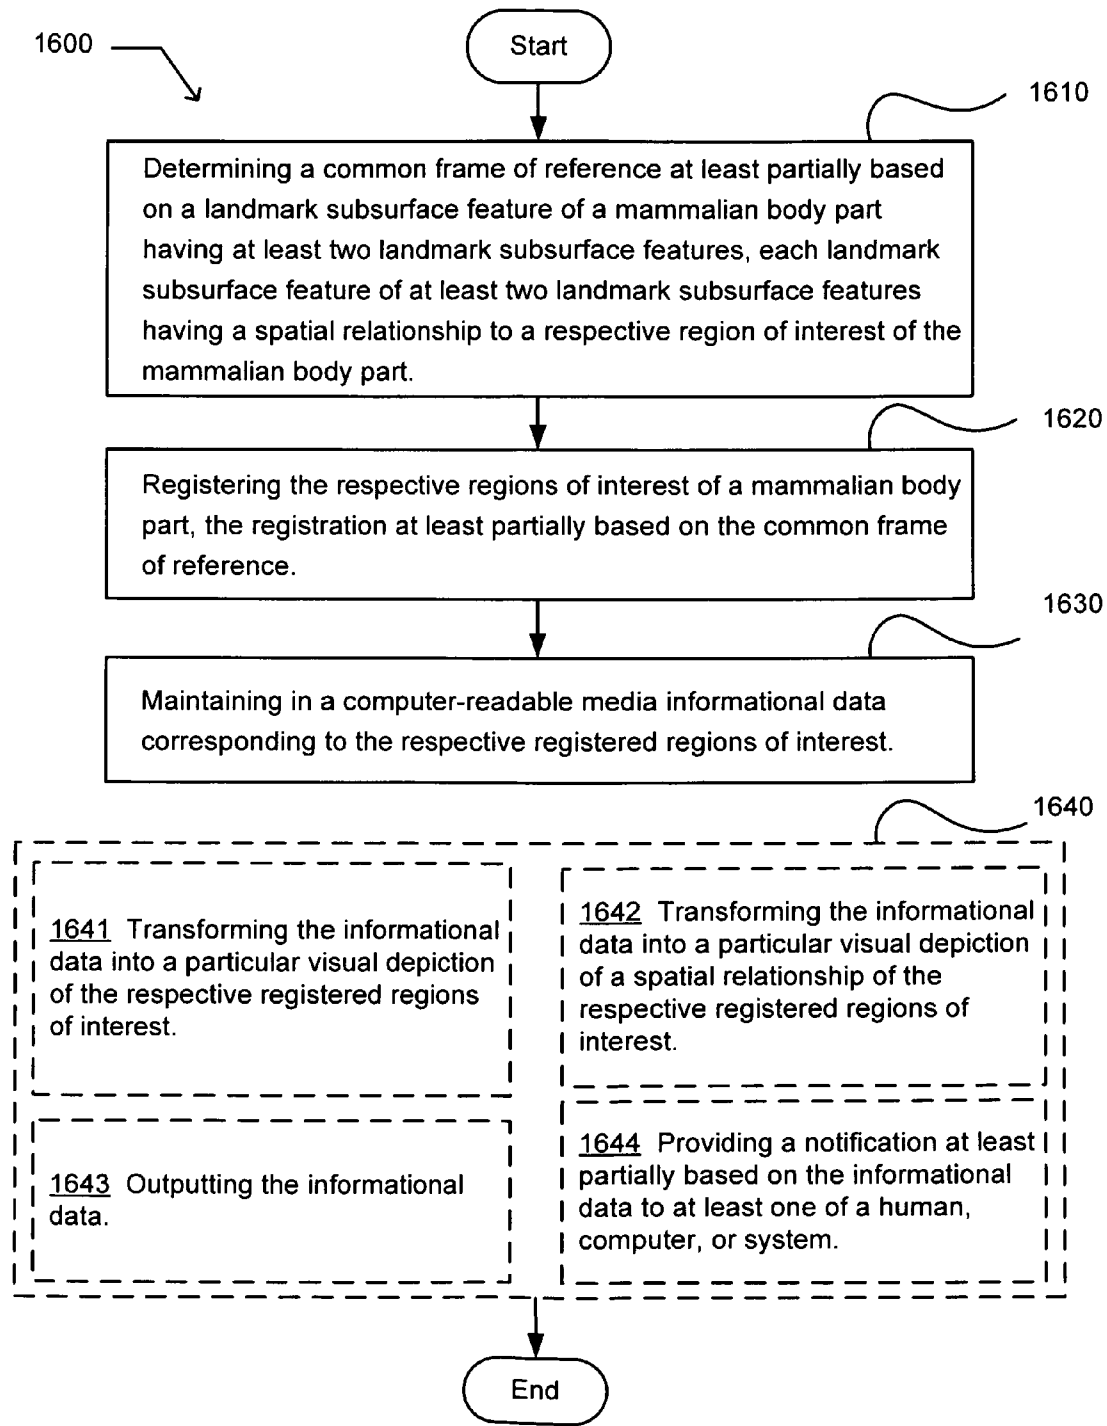 1600
Start
1610
Determining a common frame of reference at least partially based
on a landmark subsurface feature of a mammalian body part
having at least two landmark subsurface features, each landmark
subsurface feature of at least two landmark subsurface features
having a spatial relationship to a respective region of interest of the
mammalian body part.
1620
Registering the respective regions of interest of a mammalian body
part, the registration at least partially based on the common frame
of reference.
1630
Maintaining in a computer-readable media informational data
corresponding to the respective registered regions of interest.
1640
1641 Transforming the informational
data into a particular visual depiction
of the respective registered regions
of interest.
1642 Transforming the informational
data into a particular visual depiction
of a spatial relationship of the
respective registered regions of
interest.
1643 Outputting the informational
data.
1644 Providing a notification at least
partially based on the informational
data to at least one of a human,
computer, or system.
End